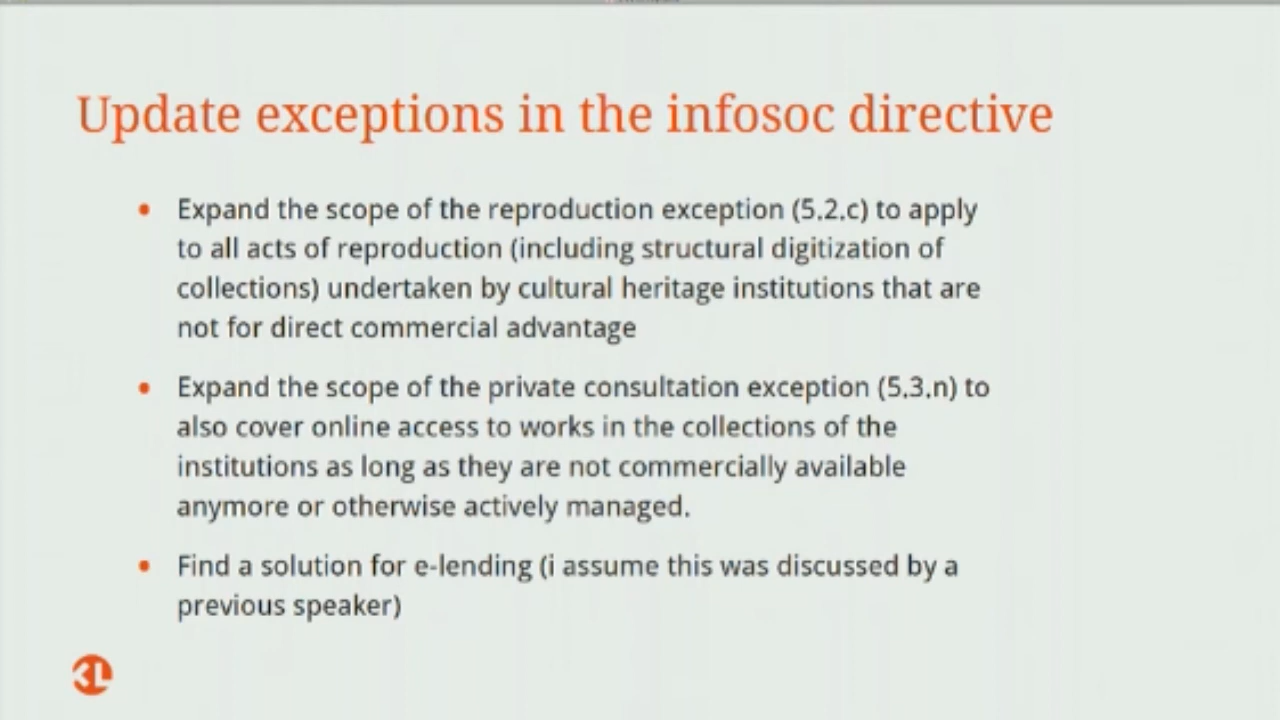 Update exceptions in the infosoc directive
• Expand the scope of the reproduction exception (5.2.c) to apply
to all acts of reproduction (including structural digitization of
collections) undertaken by cultural heritage institutions that are
not for direct commercial advantage
• Expand the scope of the private consultation exception (5.3.n) to
also cover online access to works in the collections of the
institutions as long as they are not commercially available
anymore or otherwise actively managed.
• Find a solution for e-lending (i assume this was discussed by a
previous speaker)
KL